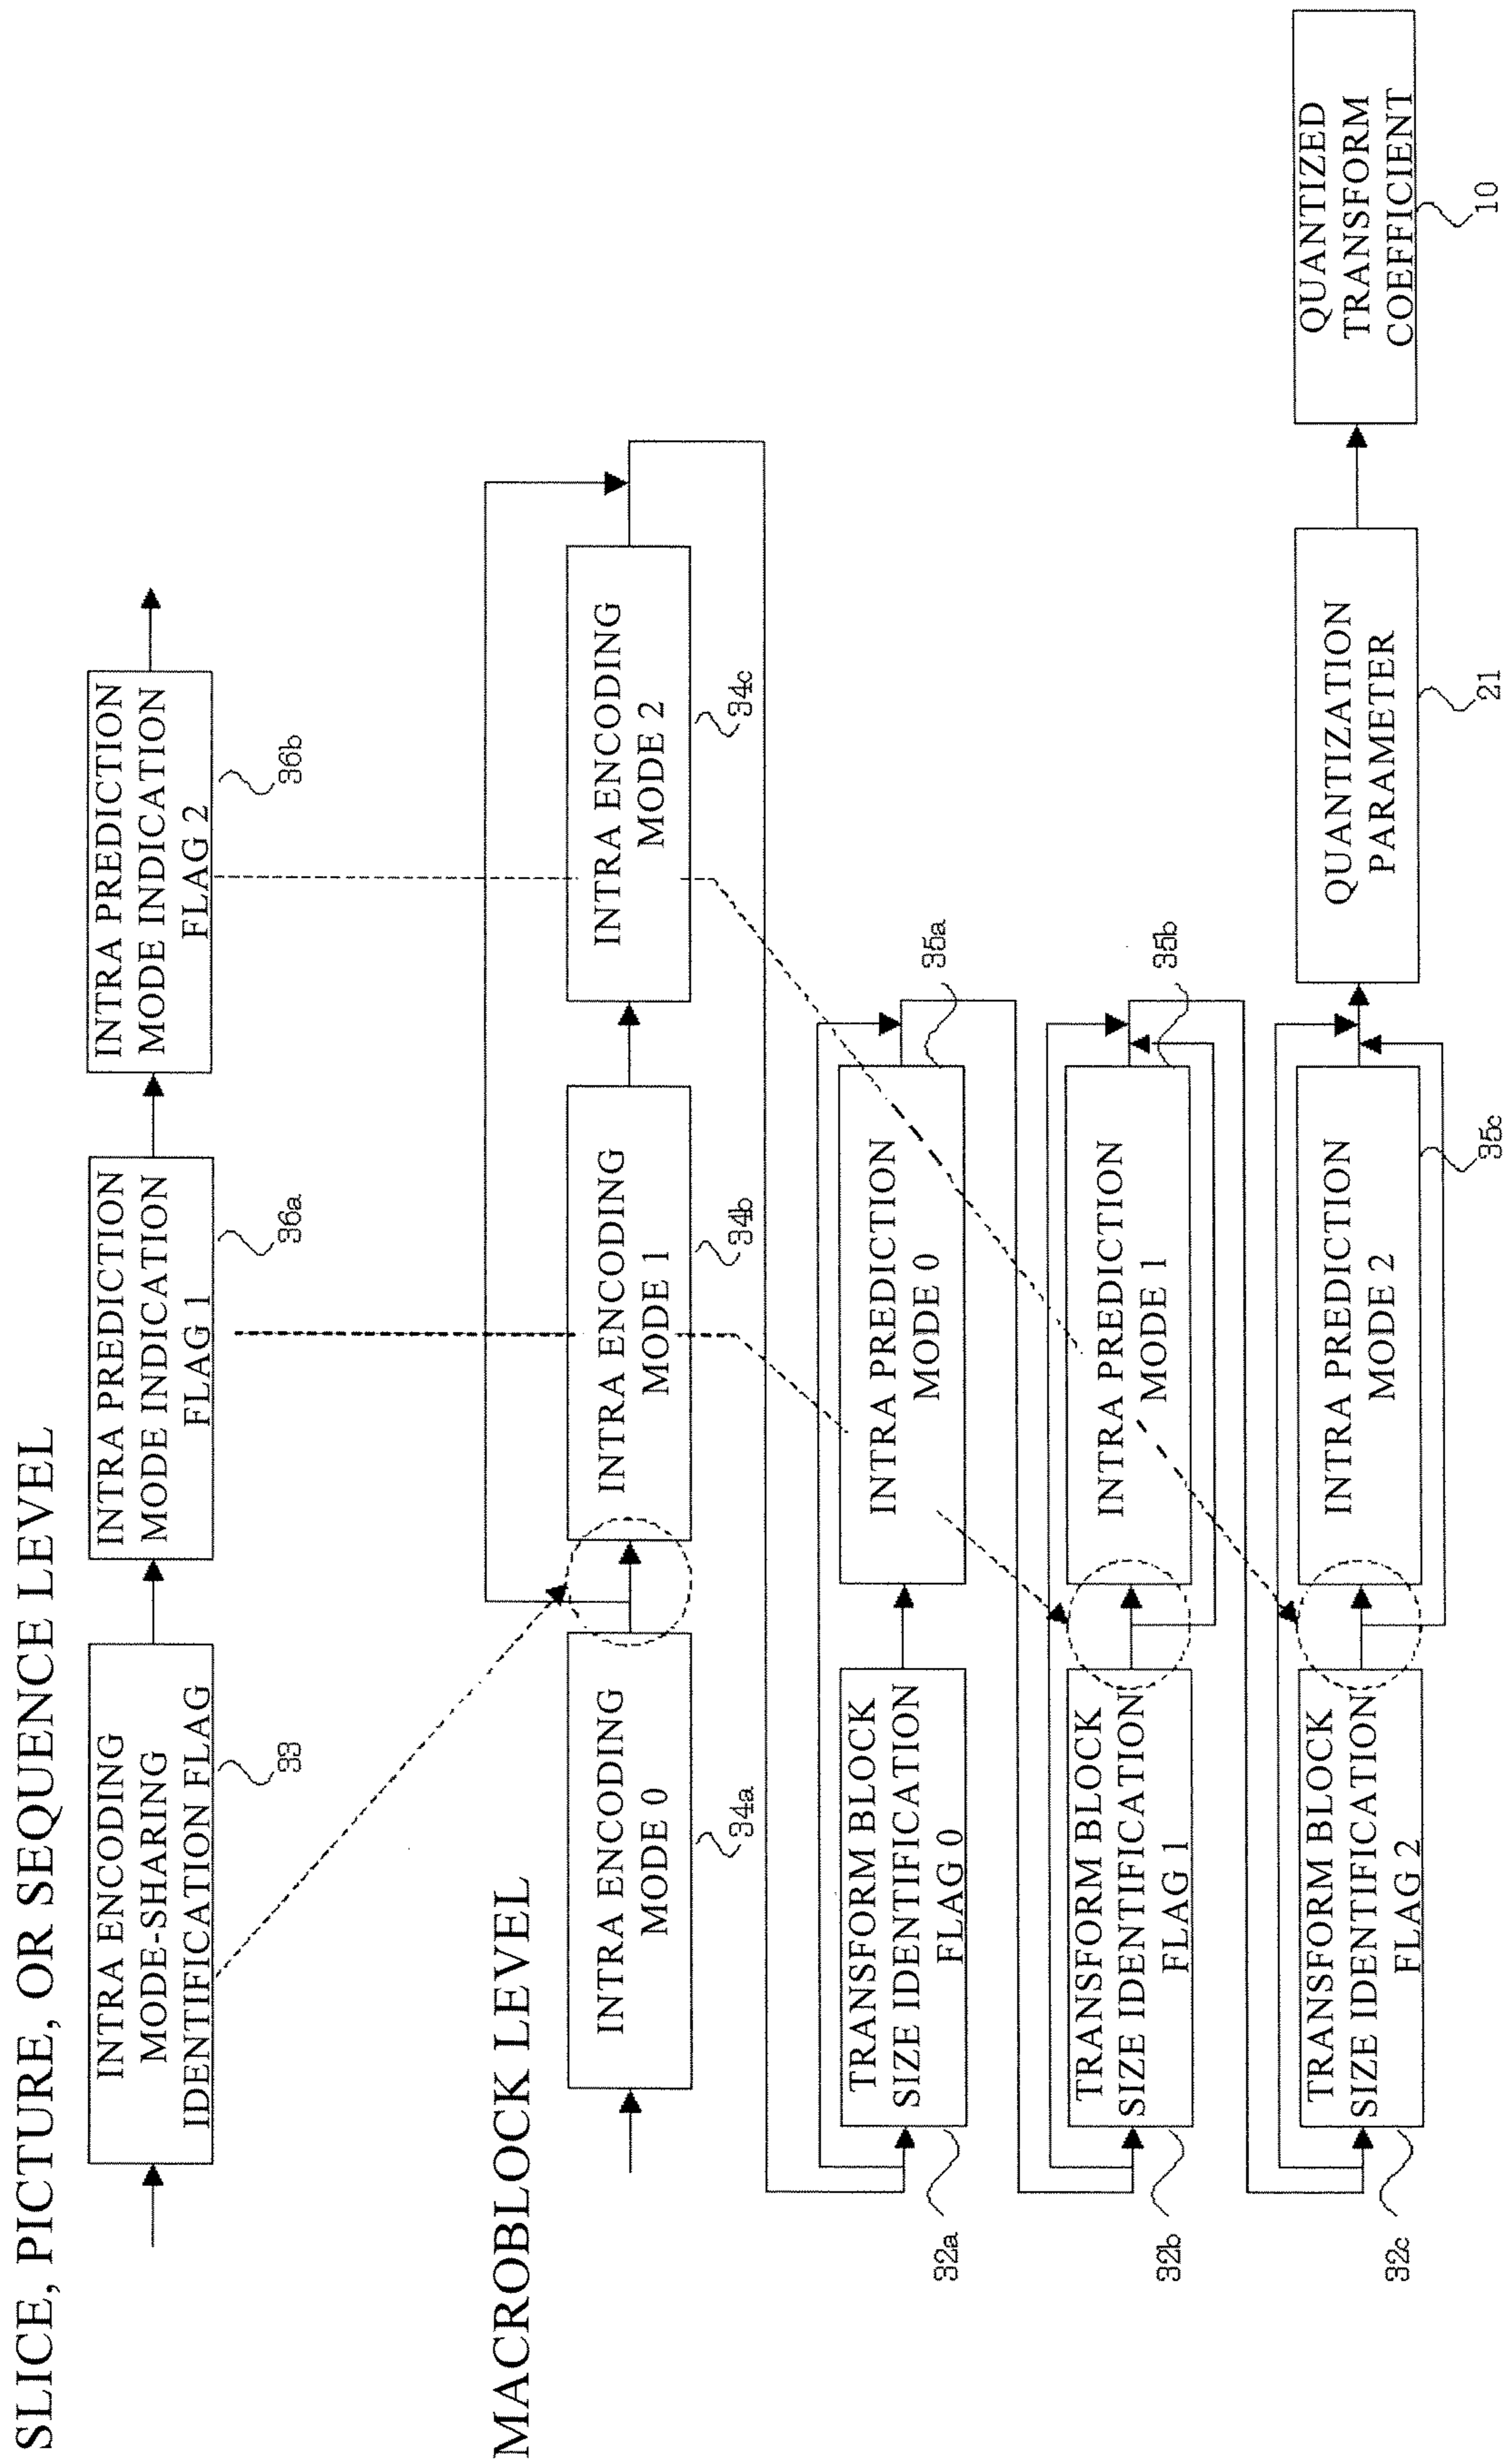 SLICE, PICTURE, OR SEQUENCE LEVEL
INTRA ENCODING
MODE-SHARING
IDENTIFICATION FLAG
33
INTRA PREDICTION
MODE INDICATION
FLAG 1
36a
INTRA PREDICTION
MODE INDICATION
FLAG 2
36b
MACROBLOCK LEVEL
INTRA ENCODING
MODE 0
34a
INTRA ENCODING
MODE 1
34b
INTRA ENCODING
MODE 2
34c
TRANSFORM BLOCK
SIZE IDENTIFICATION
FLAG 0
32a
INTRA PREDICTION
MODE 0
35a
TRANSFORM BLOCK
SIZE IDENTIFICATION
FLAG 1
32b
INTRA PREDICTION
MODE 1
35b
TRANSFORM BLOCK
SIZE IDENTIFICATION
FLAG 2
32c
INTRA PREDICTION
MODE 2
35c
QUANTIZATION
PARAMETER
21
QUANTIZED
TRANSFORM
COEFFICIENT
10